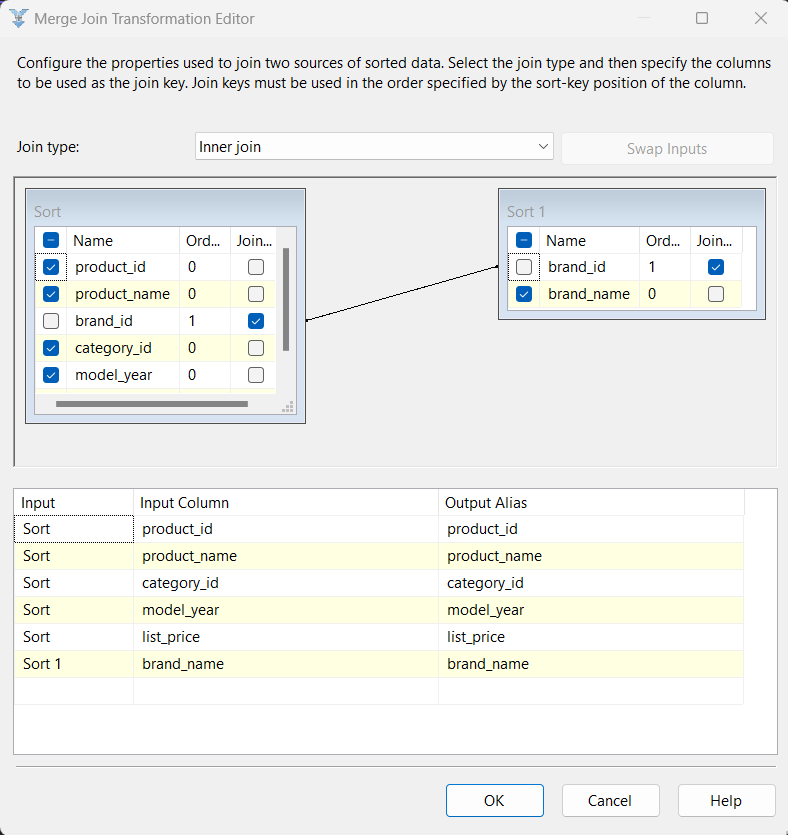 Merge Join Transformation Editor
Configure the properties used to join two sources of sorted data. Select the join type and then specify the columns
to be used as the join key. Join keys must be used in the order specified by the sort-key position of the column.
Join type: Inner join Swap Inputs
Sort
Name Ord... Join...
product_id 0
product_name 0
brand_id 1
category_id 0
model_year 0
Sort 1
Name Ord... Join...
brand_id 1
brand_name 0
Input Input Column Output Alias
Sort product_id product_id
Sort product_name product_name
Sort category_id category_id
Sort model_year model_year
Sort list_price list_price
Sort 1 brand_name brand_name
OK Cancel Help